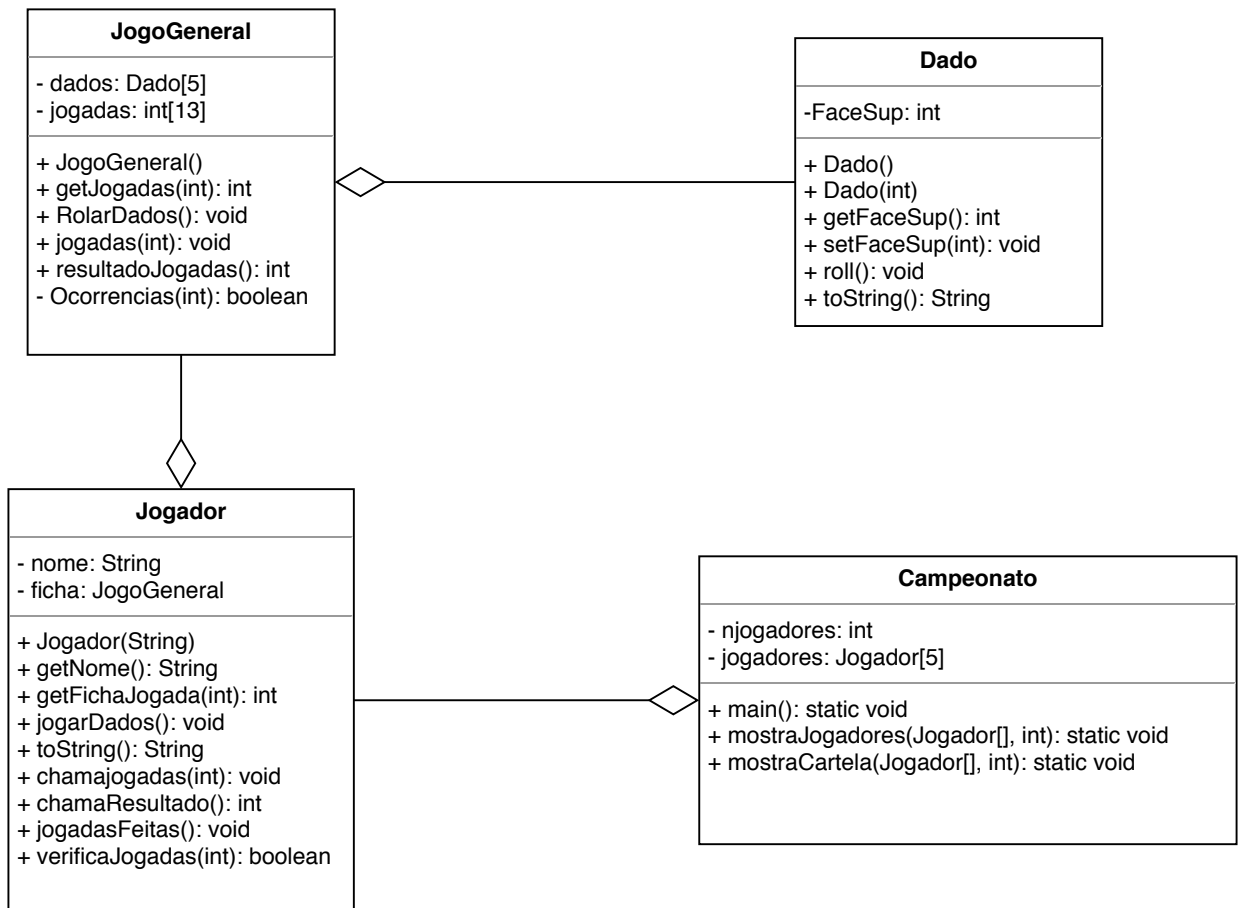 JogoGeneral
- dados: Dado[5]
- jogadas: int[13]
+ JogoGeneral()
+ getJogadas(int): int
+ RolarDados(): void
+ jogadas(int): void
+ resultadoJogadas(): int
- Ocorrencias(int): boolean
Dado
-FaceSup: int
+ Dado()
+ Dado(int)
+ getFaceSup(): int
+ setFaceSup(int): void
+ roll(): void
+ toString(): String
Jogador
- nome: String
- ficha: JogoGeneral
+ Jogador(String)
+ getNome(): String
+ getFichaJogada(int): int
+ jogarDados(): void
+ toString(): String
+ chamajogadas(int): void
+ chamaResultado(): int
+ jogadasFeitas(): void
+ verificaJogadas(int): boolean
Campeonato
- njogadores: int
- jogadores: Jogador[5]
+ main(): static void
+ mostraJogadores(Jogador[], int): static void
+ mostraCartela(Jogador[], int): static void